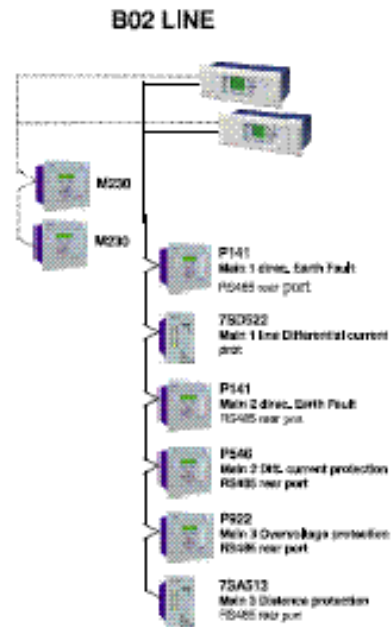 B02 LINE
M230
M230
P141
Main 1 direc. Earth Fault
RS485 rear port
7SD522
Main 1 line Differential current
prot
P141
Main 2 direc. Earth Fault
RS485 rear port
P546
Main 2 Diff. current protection
RS485 rear port
P922
Main 3 Overvoltage protection
RS485 rear port
7SA513
Main 3 Distance protection
RS485 rear port